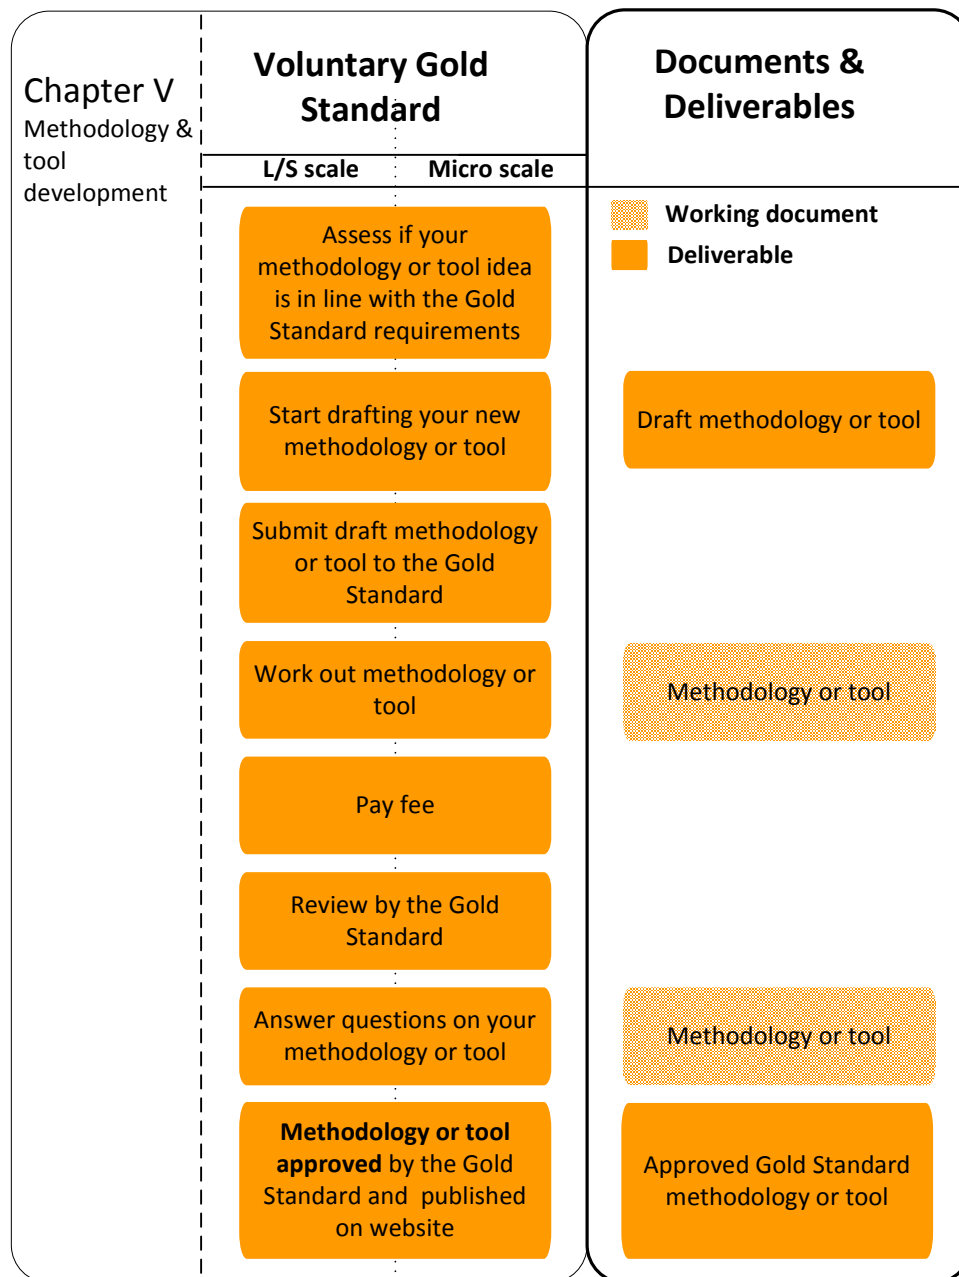 Chapter V
Methodology &
tool
development
Voluntary Gold
Standard
L/S scale
Micro scale
Documents &
Deliverables
Working document
Deliverable
Assess if your
methodology or tool idea
is in line with the Gold
Standard requirements
Start drafting your new
methodology or tool
Draft methodology or tool
Submit draft methodology
or tool to the Gold
Standard
Work out methodology or
tool
Methodology or tool
Pay fee
Review by the Gold
Standard
Answer questions on your
methodology or tool
Methodology or tool
Methodology or tool
approved by the Gold
Standard and published
on website
Approved Gold Standard
methodology or tool